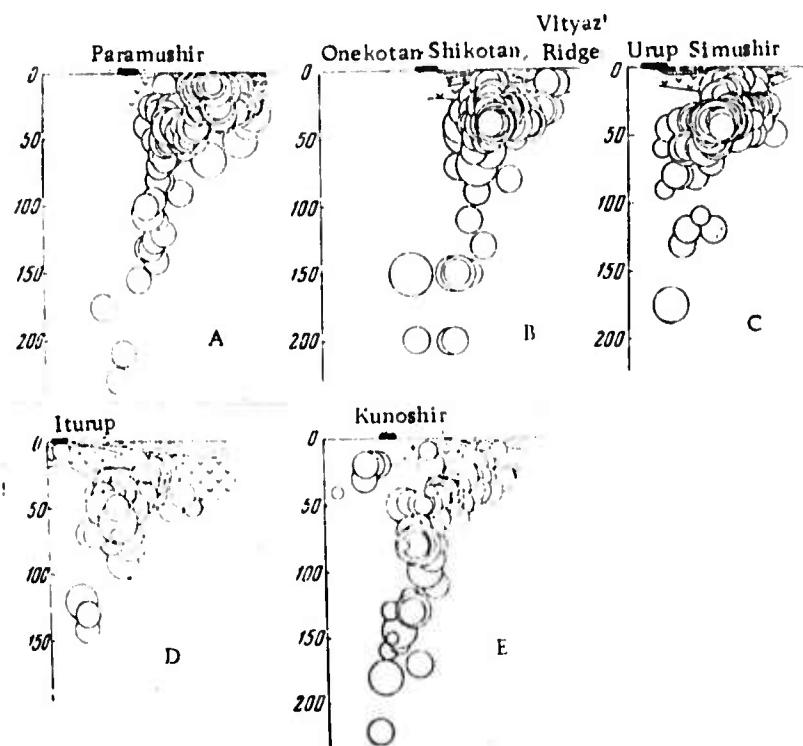 Vityaz'
Paramushir Onekotan Shikotan, Ridge Urup Simushir
0 0 0
50 50 50
100 100 100
150 150 150
200 200 200
A B C
Iturup Kunoshir
0 0
50 50
100 100
150 150
200
D E